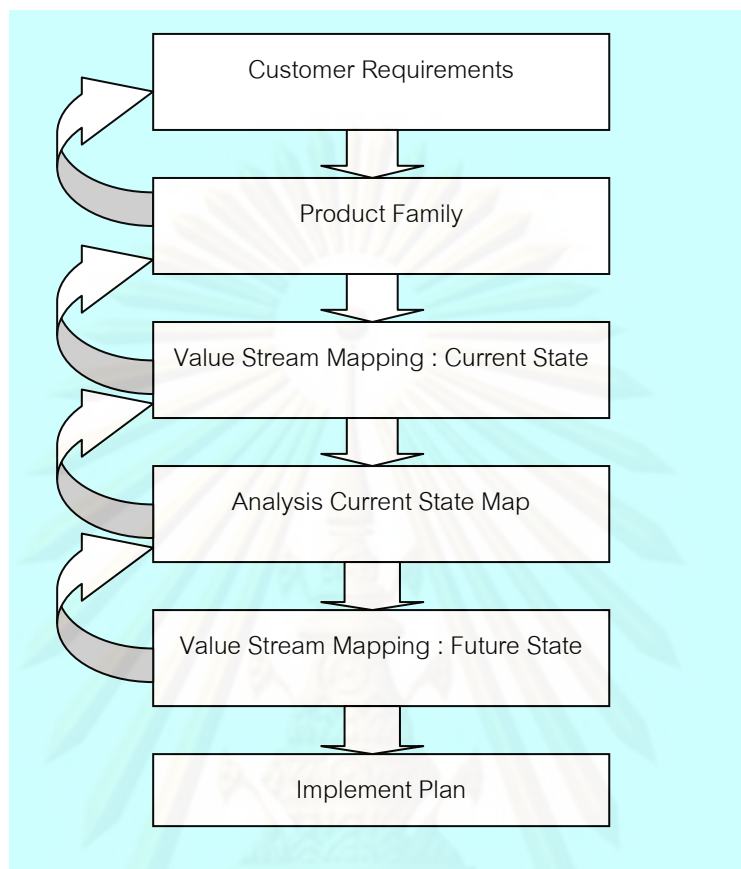 Customer Requirements
Product Family
Value Stream Mapping : Current State
Analysis Current State Map
Value Stream Mapping : Future State
Implement Plan